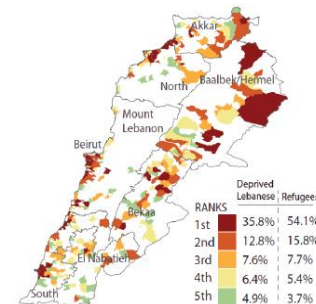 Akkar
Baalbek/Hermel
North
Mount
Lebanon
Beirut
Bekaa
El Nabatieh
South
RANKS
Deprived
Lebanese
Refugees
1st 35.8% 54.1%
2nd 12.8% 15.8%
3rd 7.6% 7.7%
4th 6.4% 5.4%
5th 4.9% 3.7%